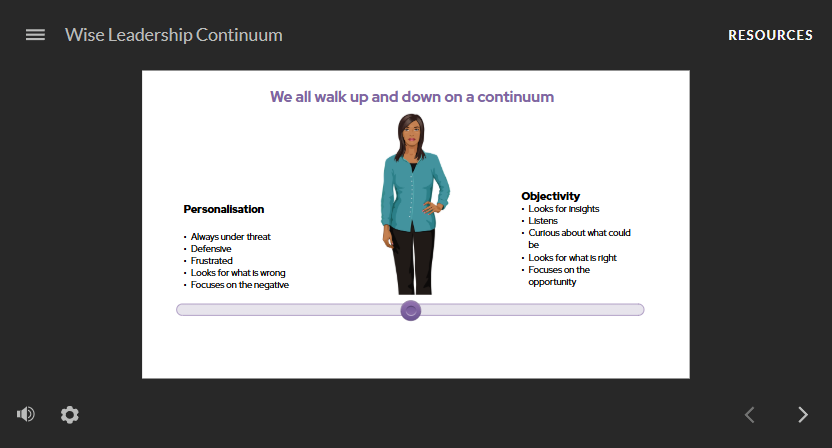 Wise Leadership Continuum
RESOURCES
We all walk up and down on a continuum
Personalisation
• Always under threat
• Defensive
• Frustrated
• Looks for what is wrong
• Focuses on the negative
Objectivity
• Looks for insights
• Listens
• Curious about what could
be
• Looks for what is right
• Focuses on the
opportunity